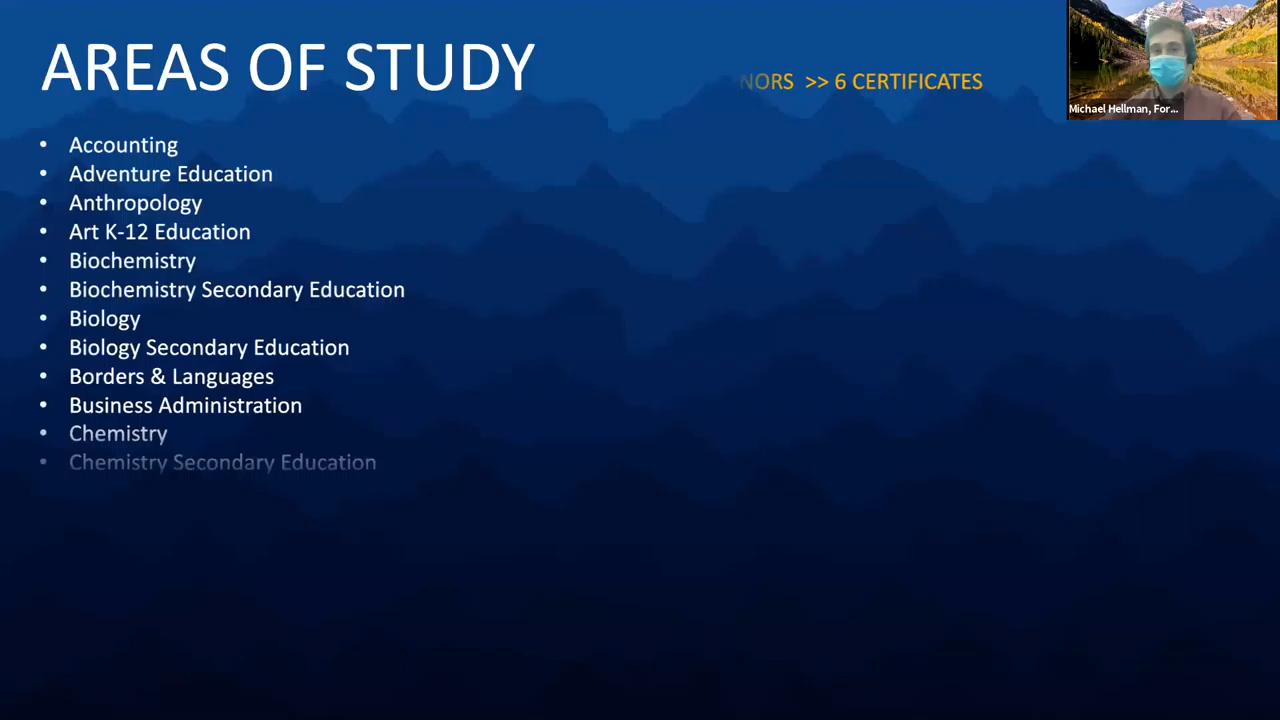 AREAS OF STUDY
NORS >> 6 CERTIFICATES
Michael Hellman, For...
• Accounting
• Adventure Education
• Anthropology
• Art K-12 Education
• Biochemistry
• Biochemistry Secondary Education
• Biology
• Biology Secondary Education
• Borders & Languages
• Business Administration
• Chemistry
• Chemistry Secondary Education